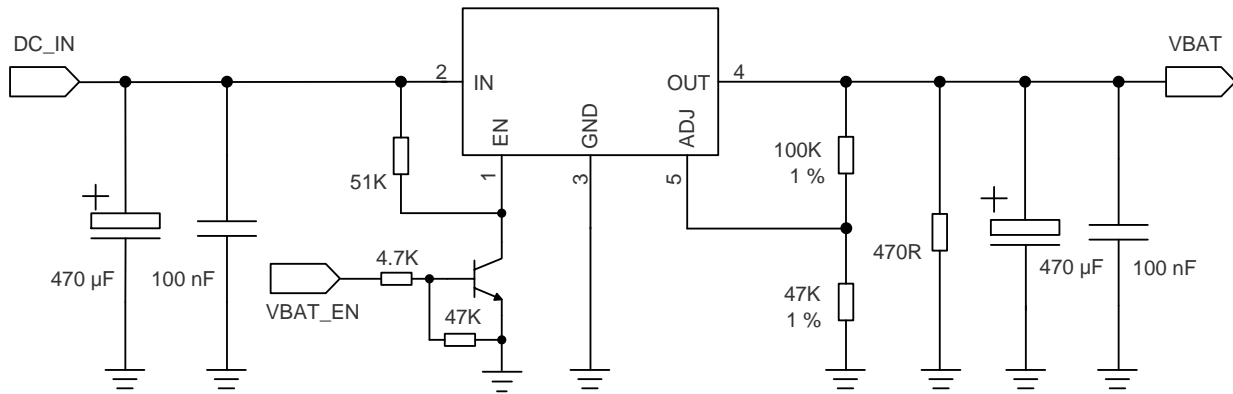 DC_IN
VBAT
2
IN
OUT
4
EN
GND
ADJ
1
3
5
51K
100K
1 %
470 µF
100 nF
4.7K
VBAT_EN
47K
47K
1 %
470R
470 µF
100 nF